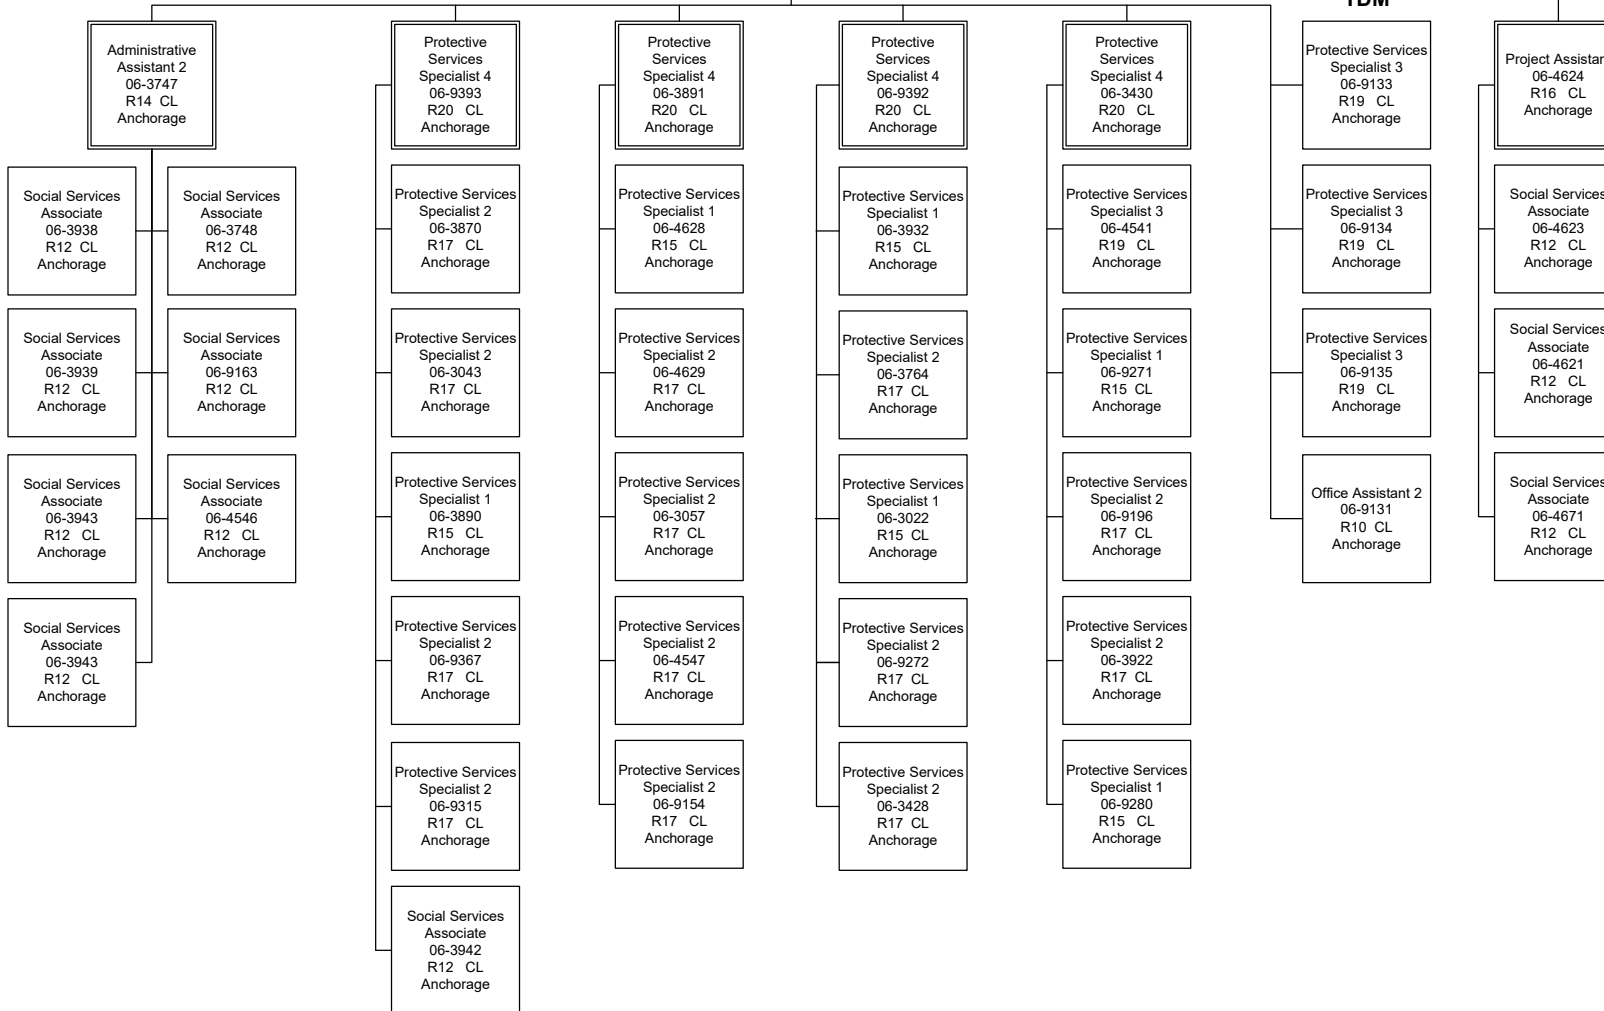 Administrative
Assistant 2
06-3747
R14 CL
Anchorage
Social Services
Associate
06-3938
R12 CL
Anchorage
Social Services
Associate
06-3748
R12 CL
Anchorage
Social Services
Associate
06-3939
R12 CL
Anchorage
Social Services
Associate
06-9163
R12 CL
Anchorage
Social Services
Associate
06-3943
R12 CL
Anchorage
Social Services
Associate
06-4546
R12 CL
Anchorage
Social Services
Associate
06-3943
R12 CL
Anchorage
Protective
Services
Specialist 4
06-9393
R20 CL
Anchorage
Protective Services
Specialist 2
06-3870
R17 CL
Anchorage
Protective Services
Specialist 2
06-3043
R17 CL
Anchorage
Protective Services
Specialist 1
06-3890
R15 CL
Anchorage
Protective Services
Specialist 2
06-9367
R17 CL
Anchorage
Protective Services
Specialist 2
06-9315
R17 CL
Anchorage
Social Services
Associate
06-3942
R12 CL
Anchorage
Protective
Services
Specialist 4
06-3891
R20 CL
Anchorage
Protective Services
Specialist 1
06-4628
R15 CL
Anchorage
Protective Services
Specialist 2
06-4629
R17 CL
Anchorage
Protective Services
Specialist 2
06-3057
R17 CL
Anchorage
Protective Services
Specialist 2
06-4547
R17 CL
Anchorage
Protective Services
Specialist 2
06-9154
R17 CL
Anchorage
Protective
Services
Specialist 4
06-9392
R20 CL
Anchorage
Protective Services
Specialist 1
06-3932
R15 CL
Anchorage
Protective Services
Specialist 2
06-3764
R17 CL
Anchorage
Protective Services
Specialist 1
06-3022
R15 CL
Anchorage
Protective Services
Specialist 2
06-9272
R17 CL
Anchorage
Protective Services
Specialist 2
06-3428
R17 CL
Anchorage
Protective
Services
Specialist 4
06-3430
R20 CL
Anchorage
Protective Services
Specialist 3
06-4541
R19 CL
Anchorage
Protective Services
Specialist 1
06-9271
R15 CL
Anchorage
Protective Services
Specialist 2
06-9196
R17 CL
Anchorage
Protective Services
Specialist 2
06-3922
R17 CL
Anchorage
Protective Services
Specialist 1
06-9280
R15 CL
Anchorage
TDM
Protective Services
Specialist 3
06-9133
R19 CL
Anchorage
Protective Services
Specialist 3
06-9134
R19 CL
Anchorage
Protective Services
Specialist 3
06-9135
R19 CL
Anchorage
Office Assistant 2
06-9131
R10 CL
Anchorage
Project Assistan
06-4624
R16 CL
Anchorage
Social Services
Associate
06-4623
R12 CL
Anchorage
Social Services
Associate
06-4621
R12 CL
Anchorage
Social Services
Associate
06-4671
R12 CL
Anchorage